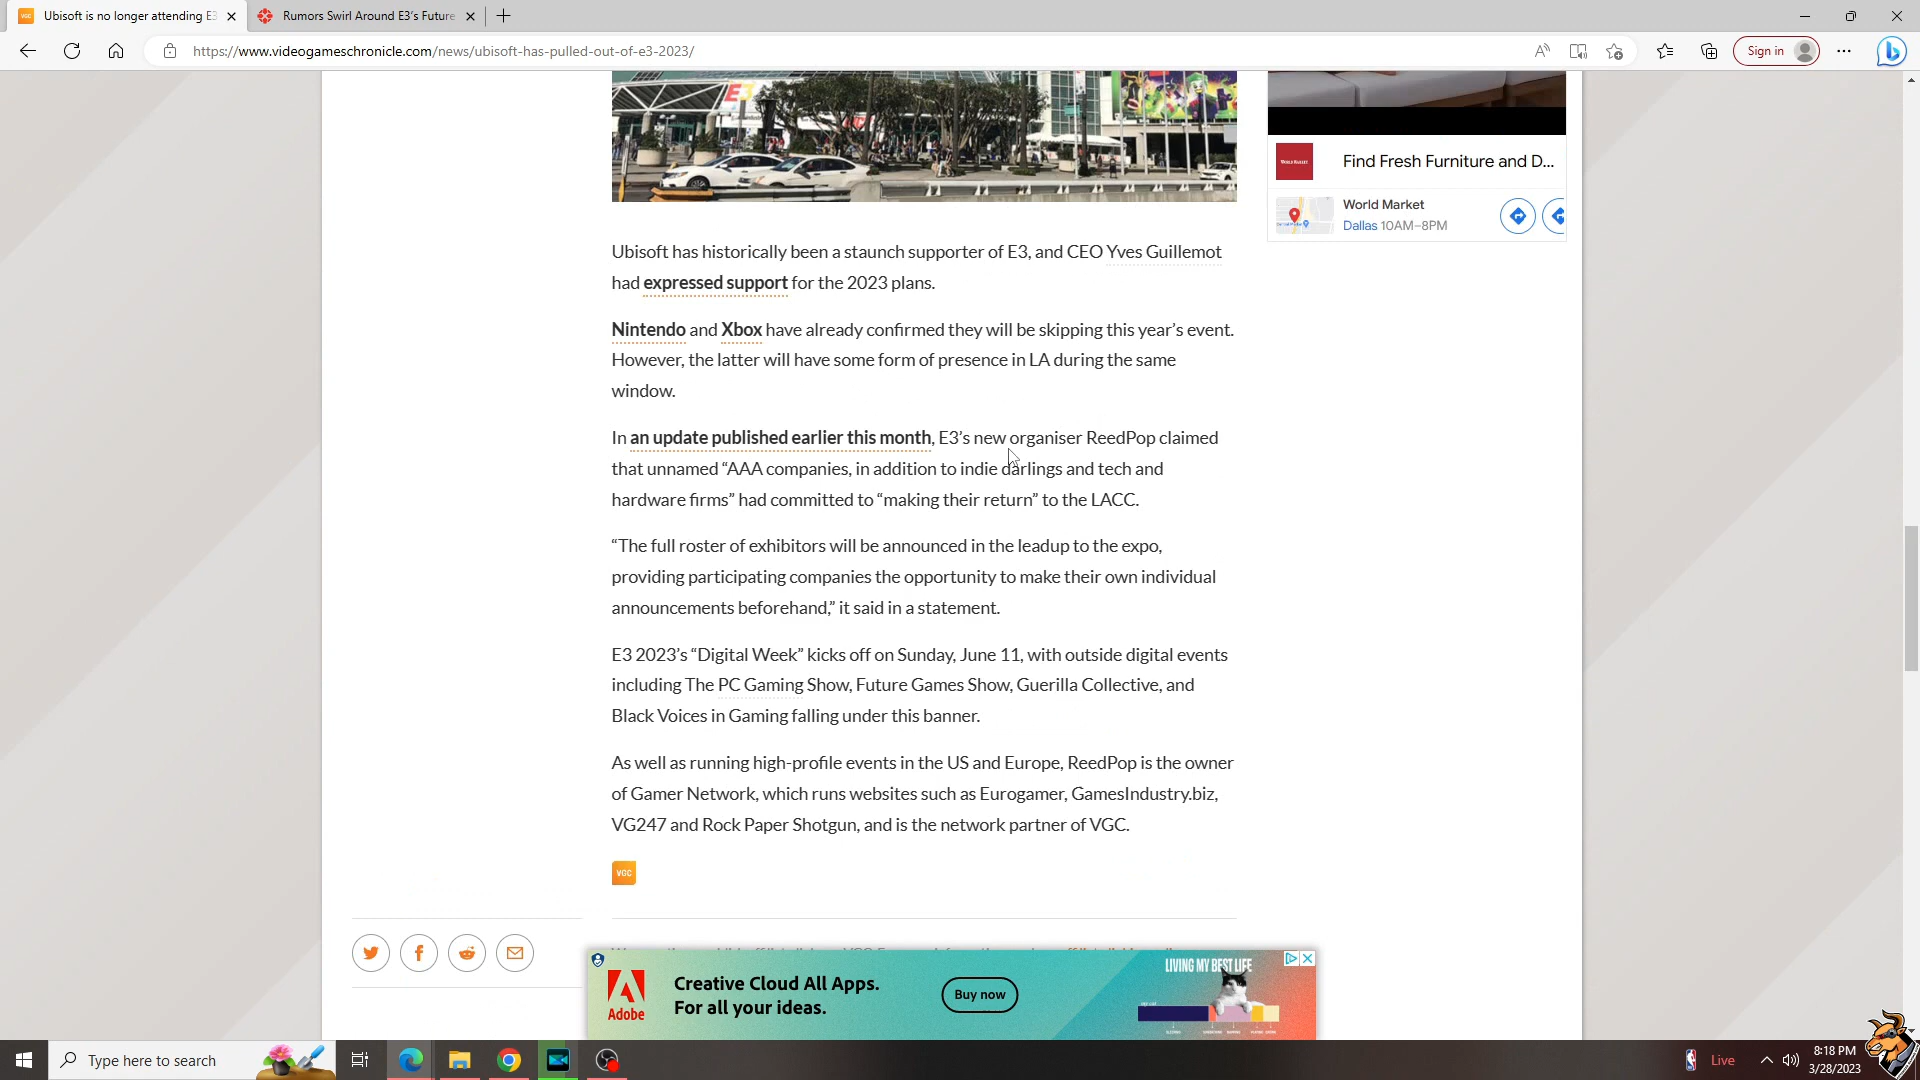 Ubisoft is no longer attending E3
Rumors Swirl Around E3's Future
https://www.videogameschronicle.com/news/ubisoft-has-pulled-out-of-e3-2023/
Sign in
E3
Find Fresh Furniture and D...
World Market
Dallas 10AM–8PM
Ubisoft has historically been a staunch supporter of E3, and CEO Yves Guillemot
had expressed support for the 2023 plans.
Nintendo and Xbox have already confirmed they will be skipping this year's event.
However, the latter will have some form of presence in LA during the same
window.
In an update published earlier this month, E3's new organiser ReedPop claimed
that unnamed “AAA companies, in addition to indie darlings and tech and
hardware firms” had committed to “making their return” to the LACC.
“The full roster of exhibitors will be announced in the leadup to the expo,
providing participating companies the opportunity to make their own individual
announcements beforehand,” it said in a statement.
E3 2023's “Digital Week” kicks off on Sunday, June 11, with outside digital events
including The PC Gaming Show, Future Games Show, Guerilla Collective, and
Black Voices in Gaming falling under this banner.
As well as running high-profile events in the US and Europe, ReedPop is the owner
of Gamer Network, which runs websites such as Eurogamer, GamesIndustry.biz,
VG247 and Rock Paper Shotgun, and is the network partner of VGC.
VGC
Adobe
Creative Cloud All Apps.
For all your ideas.
Buy now
LIVING MY BEST LIFE
Type here to search
Live
8:18 PM
3/28/2023